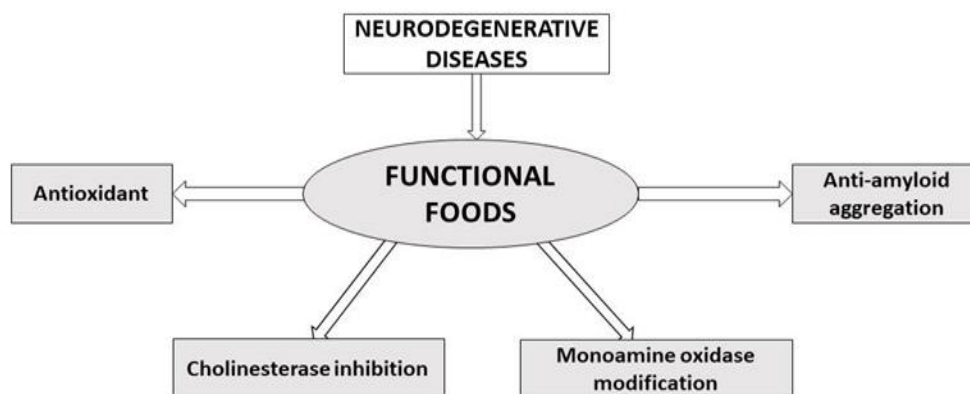 NEURODEGENERATIVE
DISEASES
FUNCTIONAL
FOODS
Antioxidant
Anti-amyloid
aggregation
Cholinesterase inhibition
Monoamine oxidase
modification